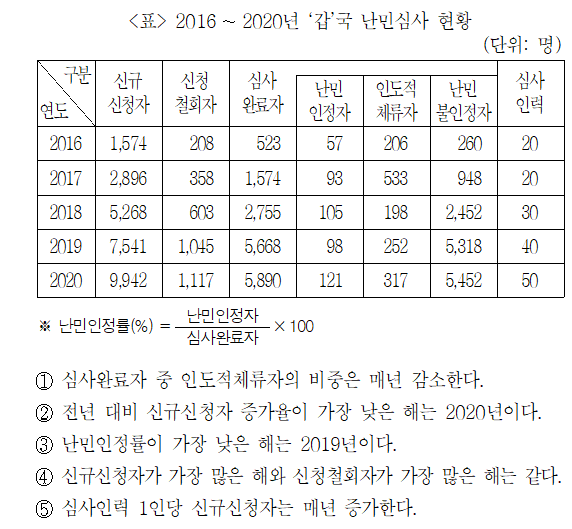 <표> 2016 ~ 2020년 ‘갑’국 난민심사 현황
(단위: 명)
구분 연도 신규신청자 신청철회자 심사완료자 난민인정자 인도적체류자 난민불인정자 심사인력
2016 1,574 208 523 57 206 260 20
2017 2,896 358 1,574 93 533 948 20
2018 5,268 603 2,755 105 198 2,452 30
2019 7,541 1,045 5,668 98 252 5,318 40
2020 9,942 1,117 5,890 121 317 5,452 50
※ 난민인정률(%) = 난민인정자 / 심사완료자 × 100
① 심사완료자 중 인도적체류자의 비중은 매년 감소한다.
② 전년 대비 신규신청자 증가율이 가장 낮은 해는 2020년이다.
③ 난민인정률이 가장 낮은 해는 2019년이다.
④ 신규신청자가 가장 많은 해와 신청철회자가 가장 많은 해는 같다.
⑤ 심사인력 1인당 신규신청자는 매년 증가한다.